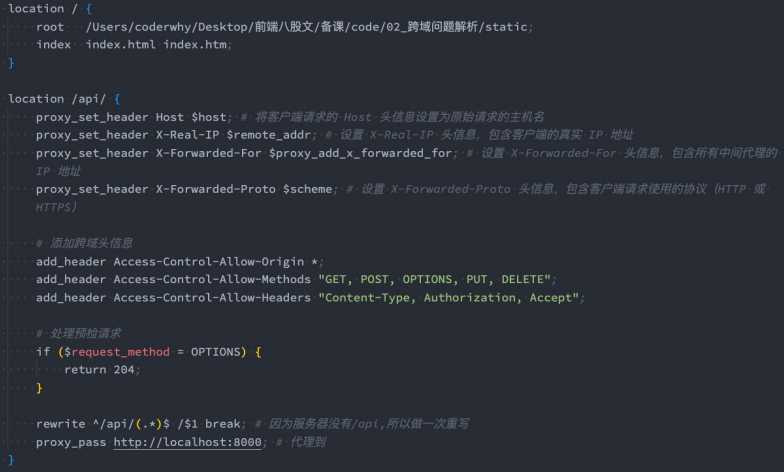 location / {
root /Users/coderwhy/Desktop/前端八股文/备课/code/02_跨域问题解析/static;
index index.html index.htm;
}
location /api/ {
proxy_set_header Host $host; # 将客户端请求的 Host 头信息设置为原始请求的主机名
proxy_set_header X-Real-IP $remote_addr; # 设置 X-Real-IP 头信息，包含客户端的真实 IP 地址
proxy_set_header X-Forwarded-For $proxy_add_x_forwarded_for; # 设置 X-Forwarded-For 头信息，包含所有中间代理的
IP 地址
proxy_set_header X-Forwarded-Proto $scheme; # 设置 X-Forwarded-Proto 头信息，包含客户端请求使用的协议（HTTP 或
HTTPS）
# 添加跨域头信息
add_header Access-Control-Allow-Origin *;
add_header Access-Control-Allow-Methods "GET, POST, OPTIONS, PUT, DELETE";
add_header Access-Control-Allow-Headers "Content-Type, Authorization, Accept";
# 处理预检请求
if ($request_method = OPTIONS) {
return 204;
}
rewrite ^/api/(.*)$ /$1 break; # 因为服务器没有/api,所以做一次重写
proxy_pass http://localhost:8000; # 代理到
}